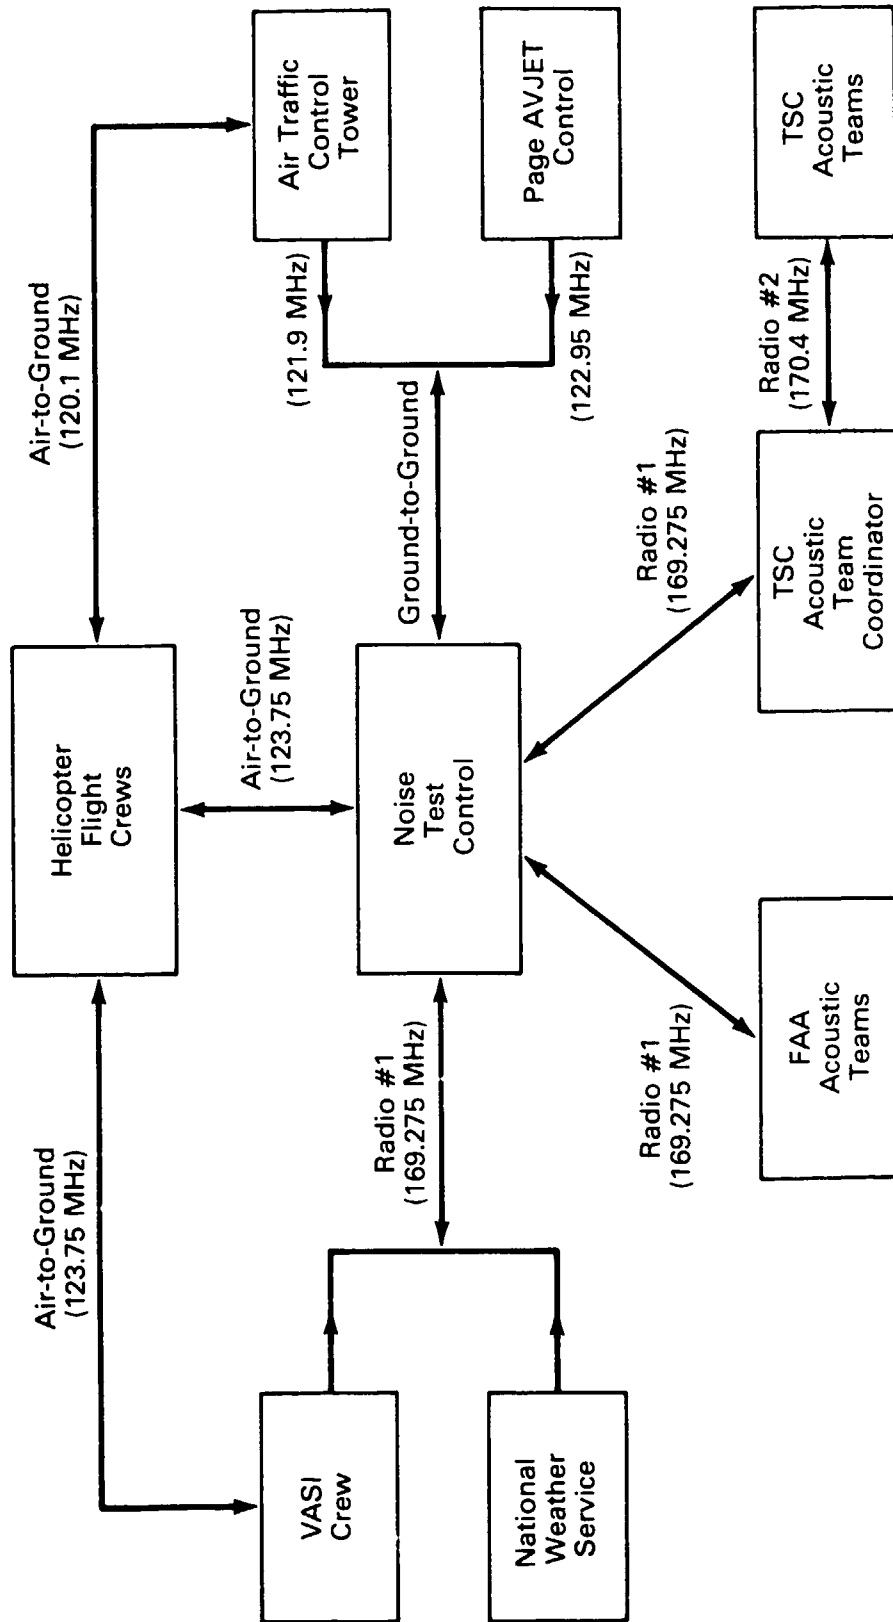 Air-to-Ground
(123.75 MHz)
Air-to-Ground
(120.1 MHz)
Helicopter
Flight
Crews
Air-to-Ground
(123.75 MHz)
VASI
Crew
National
Weather
Service
Radio #1
(169.275 MHz)
Noise
Test
Control
Ground-to-Ground
(121.9 MHz)
(122.95 MHz)
Air Traffic
Control
Tower
Page AVJET
Control
Radio #1
(169.275 MHz)
Radio #1
(169.275 MHz)
FAA
Acoustic
Teams
TSC
Acoustic
Team
Coordinator
Radio #2
(170.4 MHz)
TSC
Acoustic
Teams